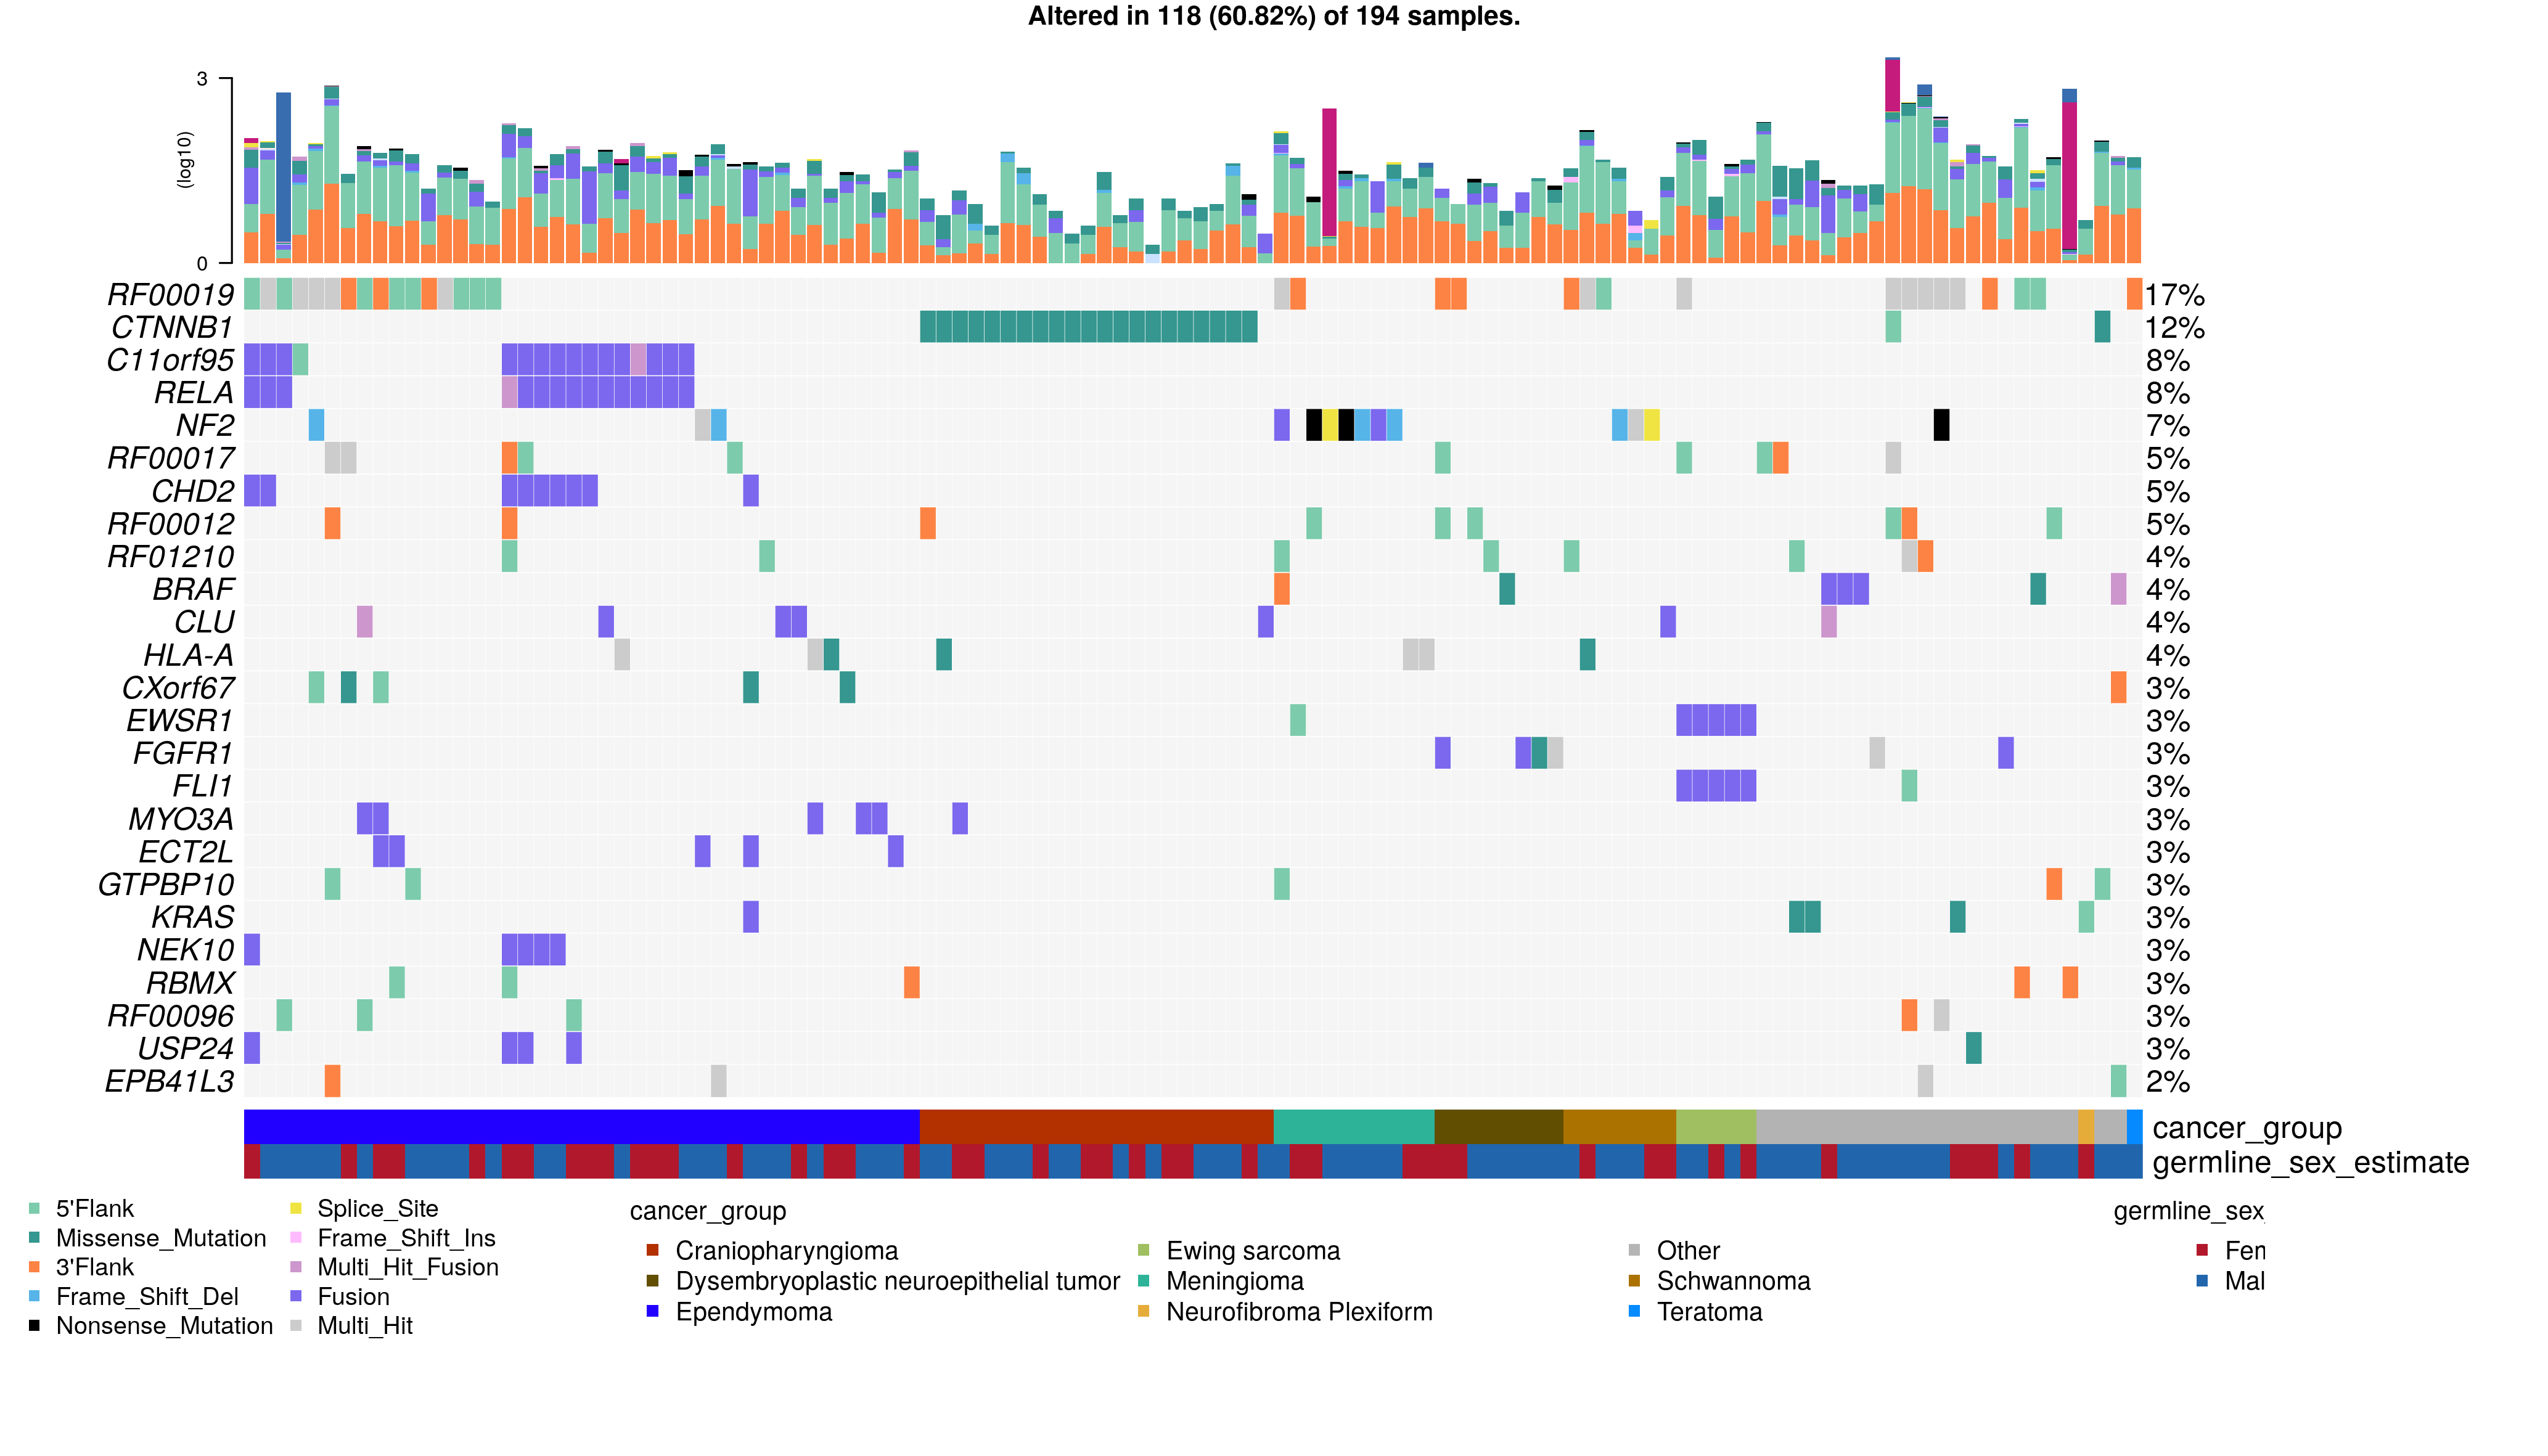 Altered in 118 (60.82%) of 194 samples.
3
(log10)
0
RF00019 17%
CTNNB1 12%
C11orf95 8%
RELA 8%
NF2 7%
RF00017 5%
CHD2 5%
RF00012 5%
RF01210 4%
BRAF 4%
CLU 4%
HLA-A 4%
CXorf67 3%
EWSR1 3%
FGFR1 3%
FLI1 3%
MYO3A 3%
ECT2L 3%
GTPBP10 3%
KRAS 3%
NEK10 3%
RBMX 3%
RF00096 3%
USP24 3%
EPB41L3 2%
cancer_group
germline_sex_estimate
5'Flank
Missense_Mutation
3'Flank
Frame_Shift_Del
Nonsense_Mutation
Splice_Site
Frame_Shift_Ins
Multi_Hit_Fusion
Fusion
Multi_Hit
cancer_group
Craniopharyngioma
Dysembryoplastic neuroepithelial tumor
Ependymoma
Ewing sarcoma
Meningioma
Neurofibroma Plexiform
Other
Schwannoma
Teratoma
germline_sex
Fen
Mal